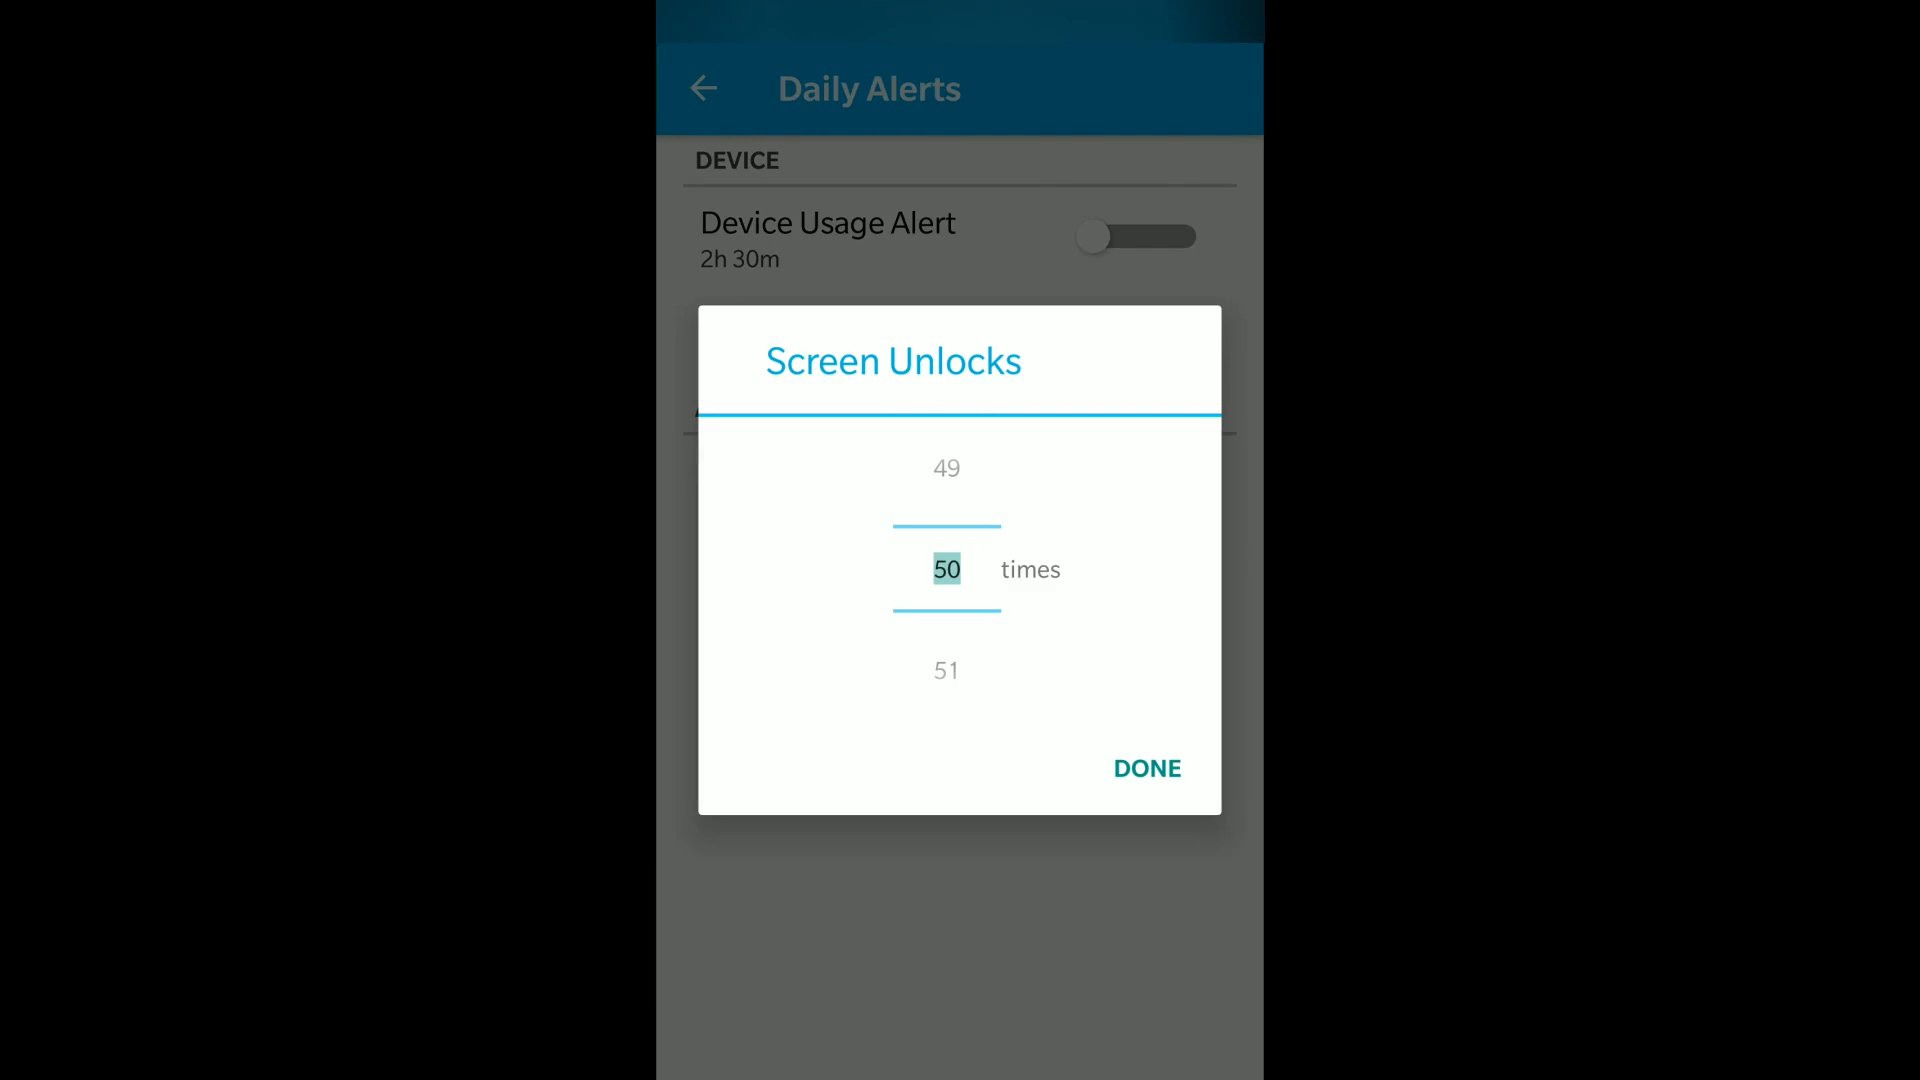 Daily Alerts
DEVICE
Device Usage Alert
2h 30m
Screen Unlocks
49
50 times
51
DONE